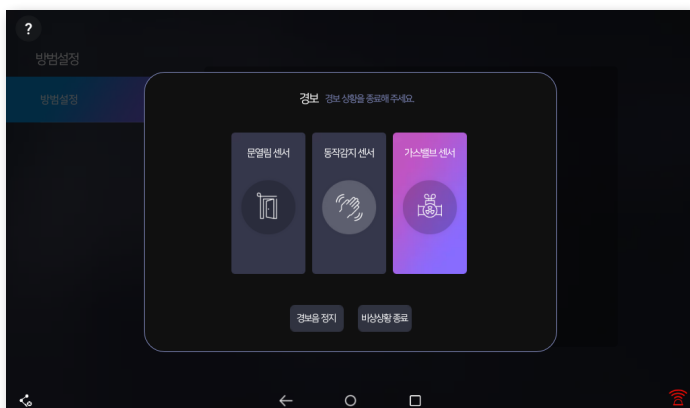 ?
방범설정
방범설정
경보 경보 상황을 종료해 주세요.
문열림 센서
동작감지 센서
가스밸브 센서
경보음 정지
비상상황 종료